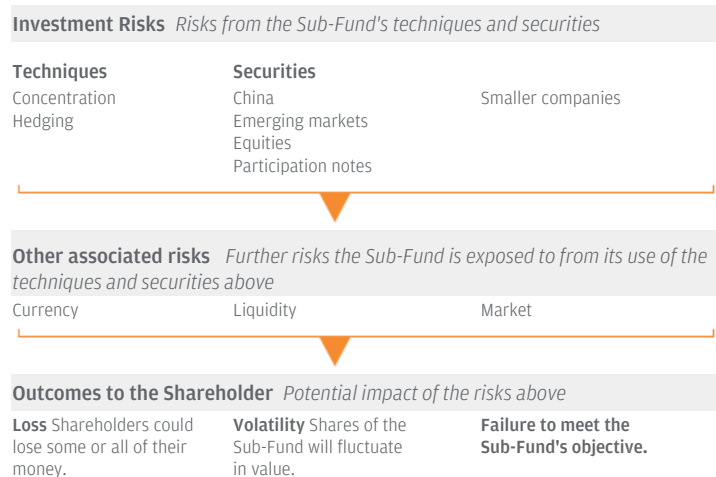 Investment Risks Risks from the Sub-Fund's techniques and securities
Techniques
Concentration
Hedging
Securities
China
Emerging markets
Equities
Participation notes
Smaller companies
Other associated risks Further risks the Sub-Fund is exposed to from its use of the
techniques and securities above
Currency
Liquidity
Market
Outcomes to the Shareholder Potential impact of the risks above
Loss Shareholders could
lose some or all of their
money.
Volatility Shares of the
Sub-Fund will fluctuate
in value.
Failure to meet the
Sub-Fund's objective.